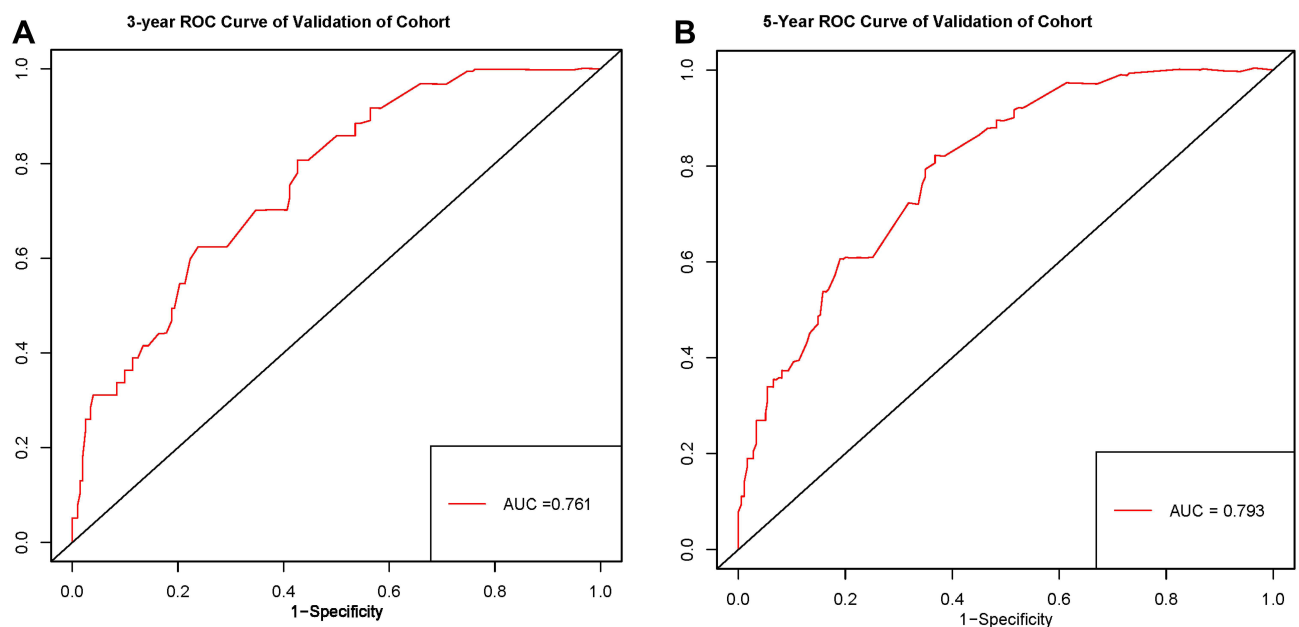 A
3-year ROC Curve of Validation of Cohort
1.0
0.8
0.6
0.4
0.2
0.0
AUC =0.761
0.0 0.2 0.4 0.6 0.8 1.0
1-Specificity
B
5-Year ROC Curve of Validation of Cohort
1.0
0.8
0.6
0.4
0.2
0.0
AUC = 0.793
0.0 0.2 0.4 0.6 0.8 1.0
1-Specificity